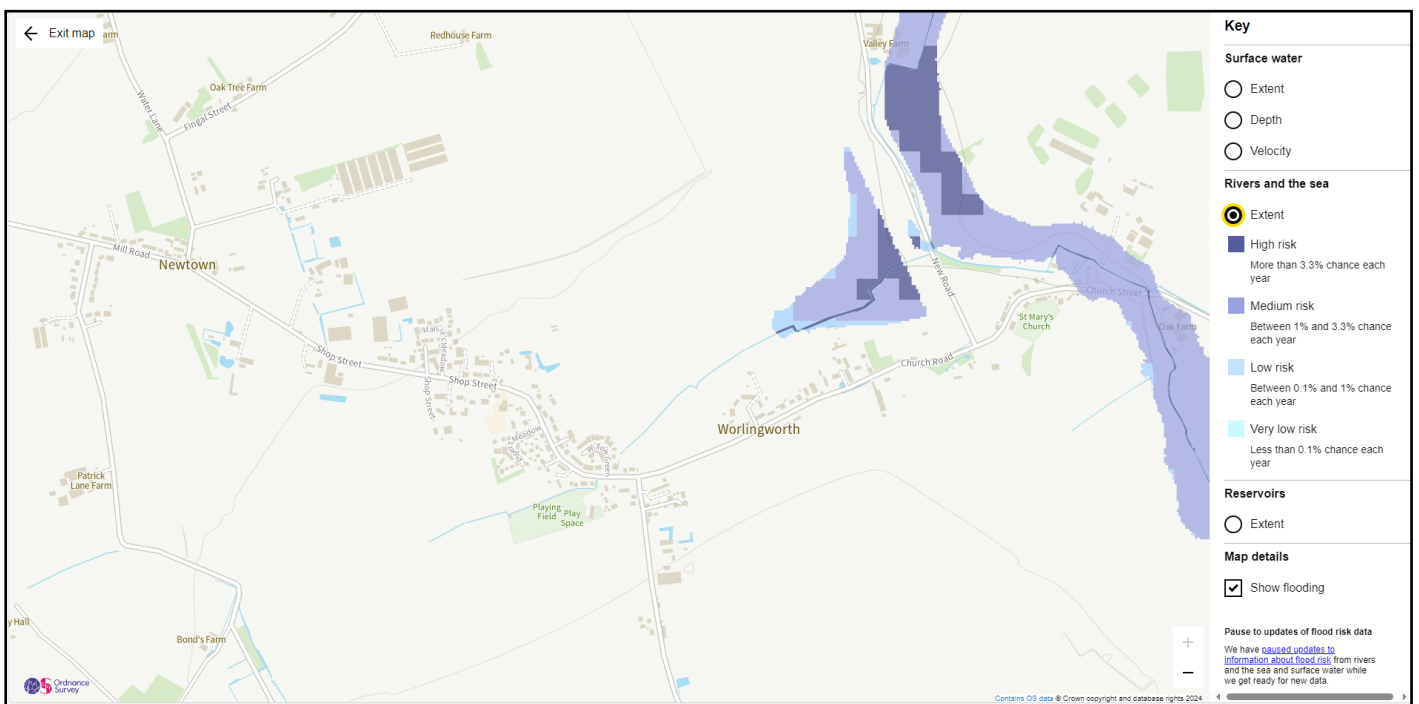 Exit map
Redhouse Farm
Valley Farm
Oak Tree Farm
Water Lane
Fingal Street
Mill Road
Newtown
New Road
Church Street
Oak Farm
St Mary's
Church
Shop Street
Shop Street
Shop Street
Church Road
Worlingworth
Willow Green
Meadow
Patrick
Lane Farm
Playing
Field
Play
Space
Bond's Farm
y Hall
Ordnance
Survey
+
−
Contains OS data © Crown copyright and database rights 2024
Key
Surface water
Extent
Depth
Velocity
Rivers and the sea
Extent
High risk
More than 3.3% chance each
year
Medium risk
Between 1% and 3.3% chance
each year
Low risk
Between 0.1% and 1% chance
each year
Very low risk
Less than 0.1% chance each
year
Reservoirs
Extent
Map details
Show flooding
Pause to updates of flood risk data
We have paused updates to
information about flood risk from rivers
and the sea and surface water while
we get ready for new data.